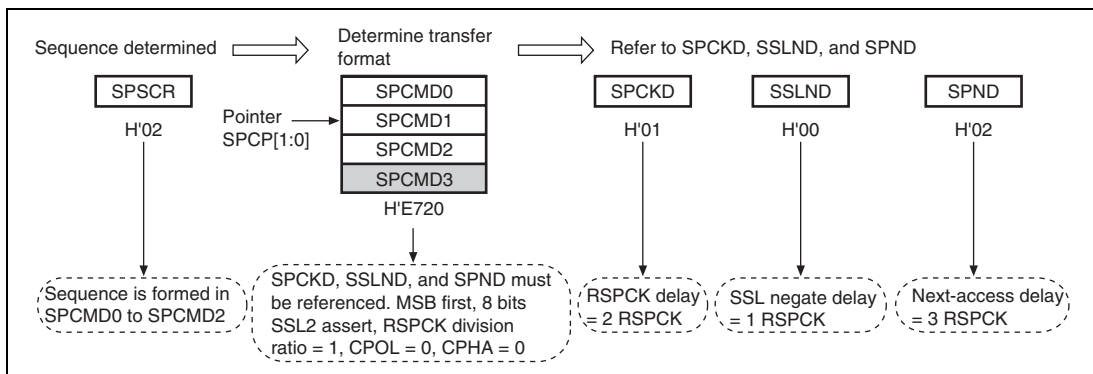 Sequence determined
Determine transfer
format
Refer to SPCKD, SSLND, and SPND
SPSCR
SPCMD0
SPCKD
SSLND
SPND
Pointer
SPCP[1:0]
SPCMD1
SPCMD2
SPCMD3
H'02
H'01
H'00
H'02
H'E720
Sequence is formed in
SPCMD0 to SPCMD2
SPCKD, SSLND, and SPND must
be referenced. MSB first, 8 bits
SSL2 assert, RSPCK division
ratio = 1, CPOL = 0, CPHA = 0
RSPCK delay
= 2 RSPCK
SSL negate delay
= 1 RSPCK
Next-access delay
= 3 RSPCK